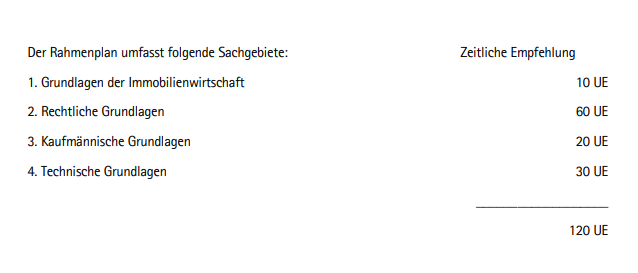 Der Rahmenplan umfasst folgende Sachgebiete: Zeitliche Empfehlung
1. Grundlagen der Immobilienwirtschaft 10 UE
2. Rechtliche Grundlagen 60 UE
3. Kaufmännische Grundlagen 20 UE
4. Technische Grundlagen 30 UE
120 UE